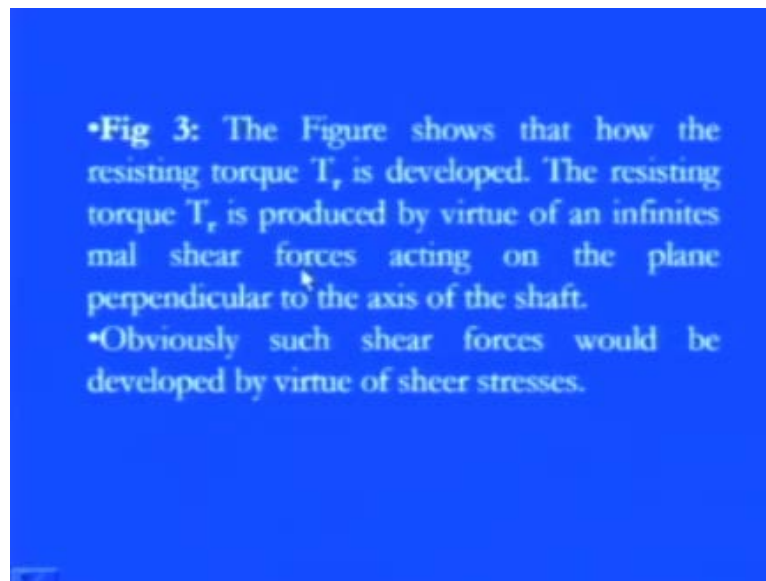 •Fig 3: The Figure shows that how the
resisting torque Tr is developed. The resisting
torque Tr is produced by virtue of an infinites
mal shear forces acting on the plane
perpendicular to the axis of the shaft.
•Obviously such shear forces would be
developed by virtue of sheer stresses.